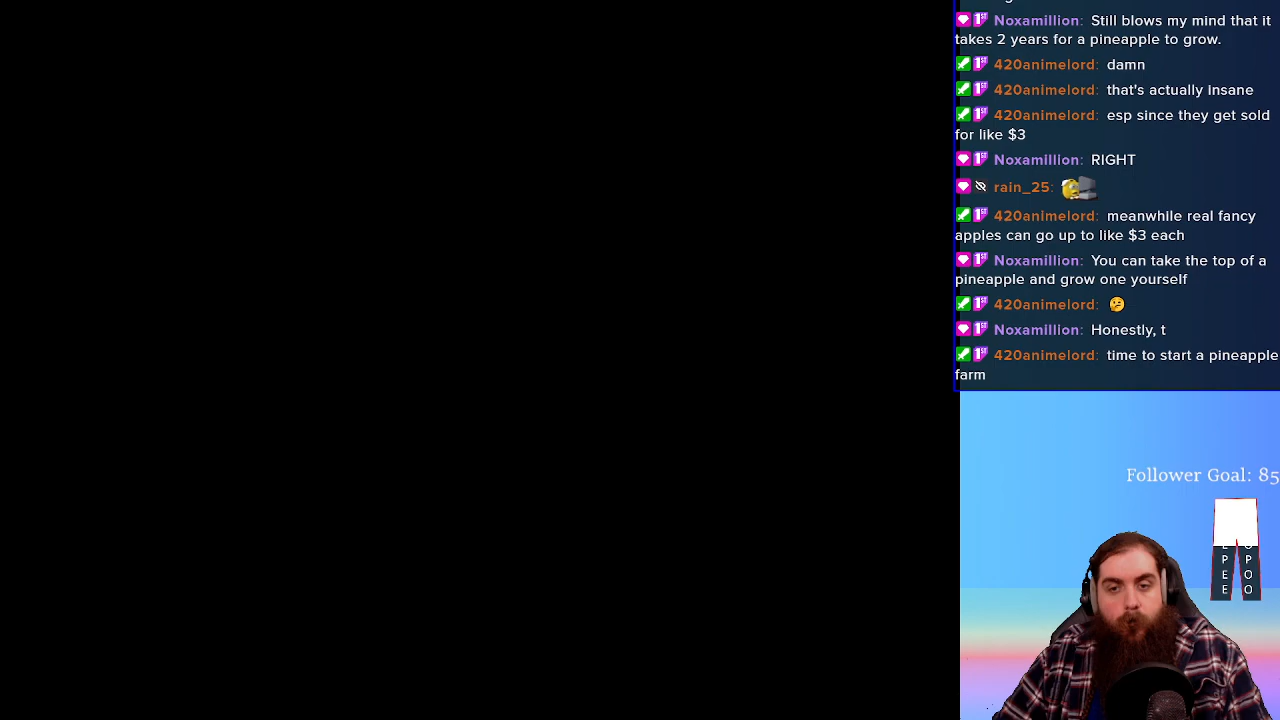 Noxamillion: Still blows my mind that it
takes 2 years for a pineapple to grow.
420animelord: damn
420animelord: that's actually insane
420animelord: esp since they get sold
for like $3
Noxamillion: RIGHT
rain_25:
420animelord: meanwhile real fancy
apples can go up to like $3 each
Noxamillion: You can take the top of a
pineapple and grow one yourself
420animelord: 🤔
Noxamillion: Honestly, t
420animelord: time to start a pineapple
farm
Follower Goal: 85
PEE
POO